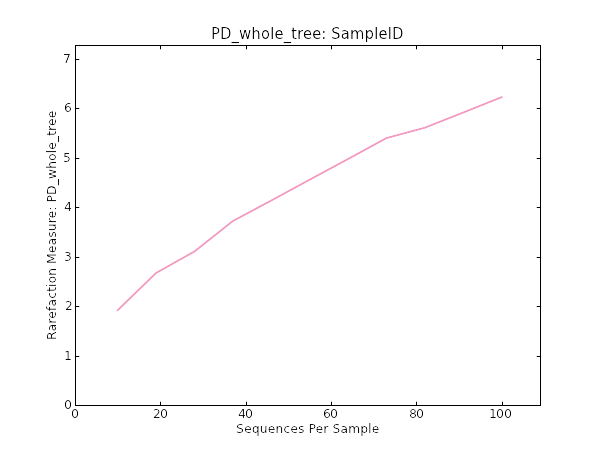 PD_whole_tree: SampleID
7
6
5
4
3
2
1
0
Rarefaction Measure: PD_whole_tree
0 20 40 60 80 100
Sequences Per Sample